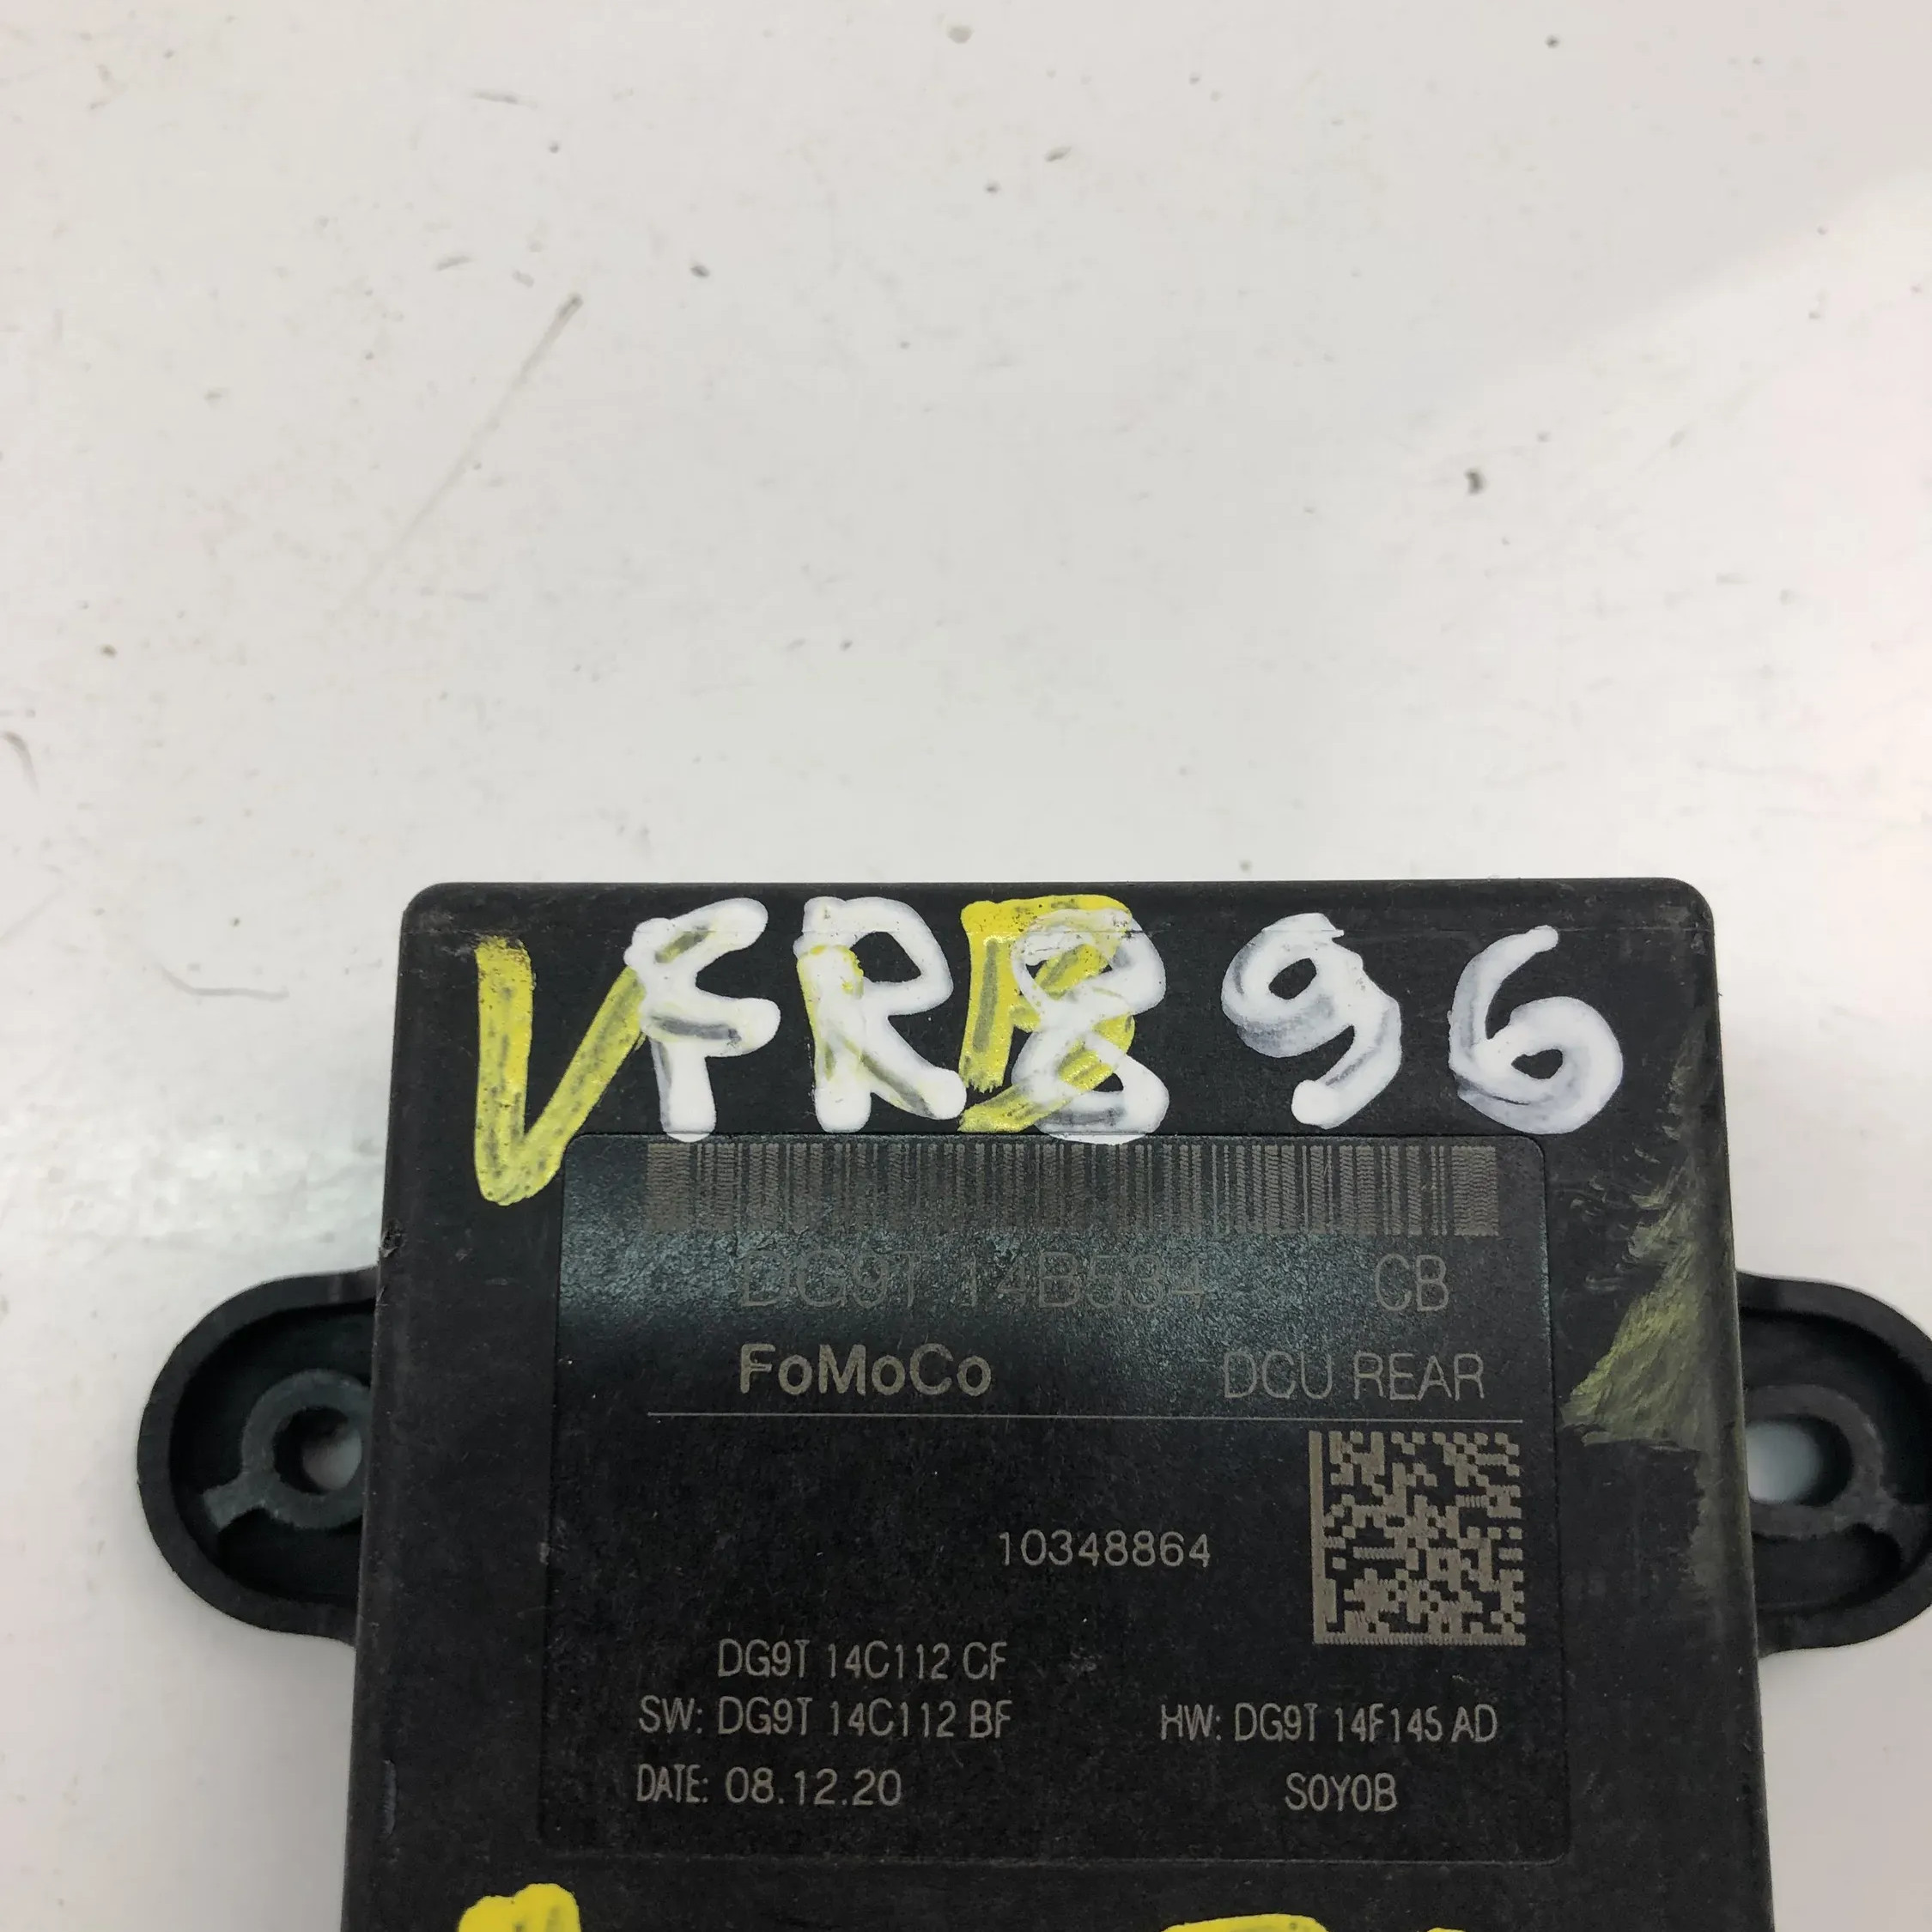 FR896
DG9T 14B534 CB
FoMoCo DCU REAR
10348864
DG9T 14C112 CF
SW: DG9T 14C112 BF HW: DG9T 14F145 AD
DATE: 08.12.20 S0Y0B